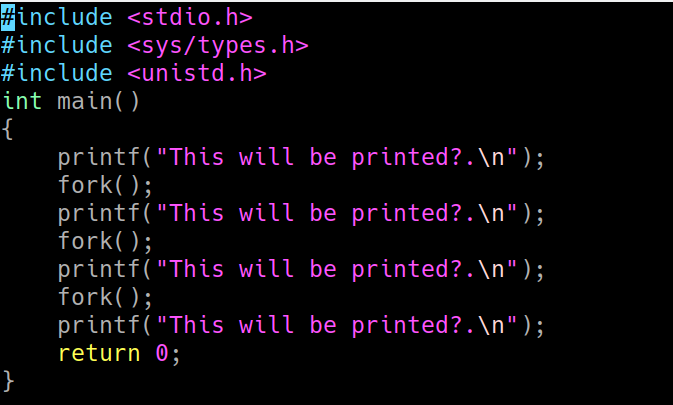 #include <stdio.h>
#include <sys/types.h>
#include <unistd.h>
int main()
{
    printf("This will be printed?.\n");
    fork();
    printf("This will be printed?.\n");
    fork();
    printf("This will be printed?.\n");
    fork();
    printf("This will be printed?.\n");
    return 0;
}